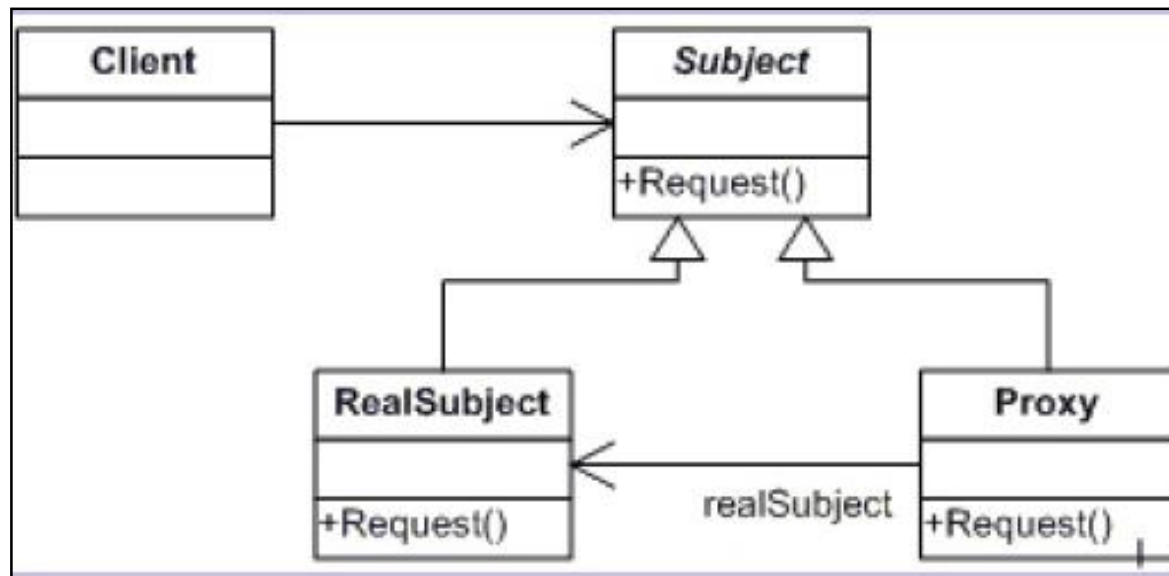 Client
Subject
+Request()
RealSubject
Proxy
realSubject
+Request()
+Request()